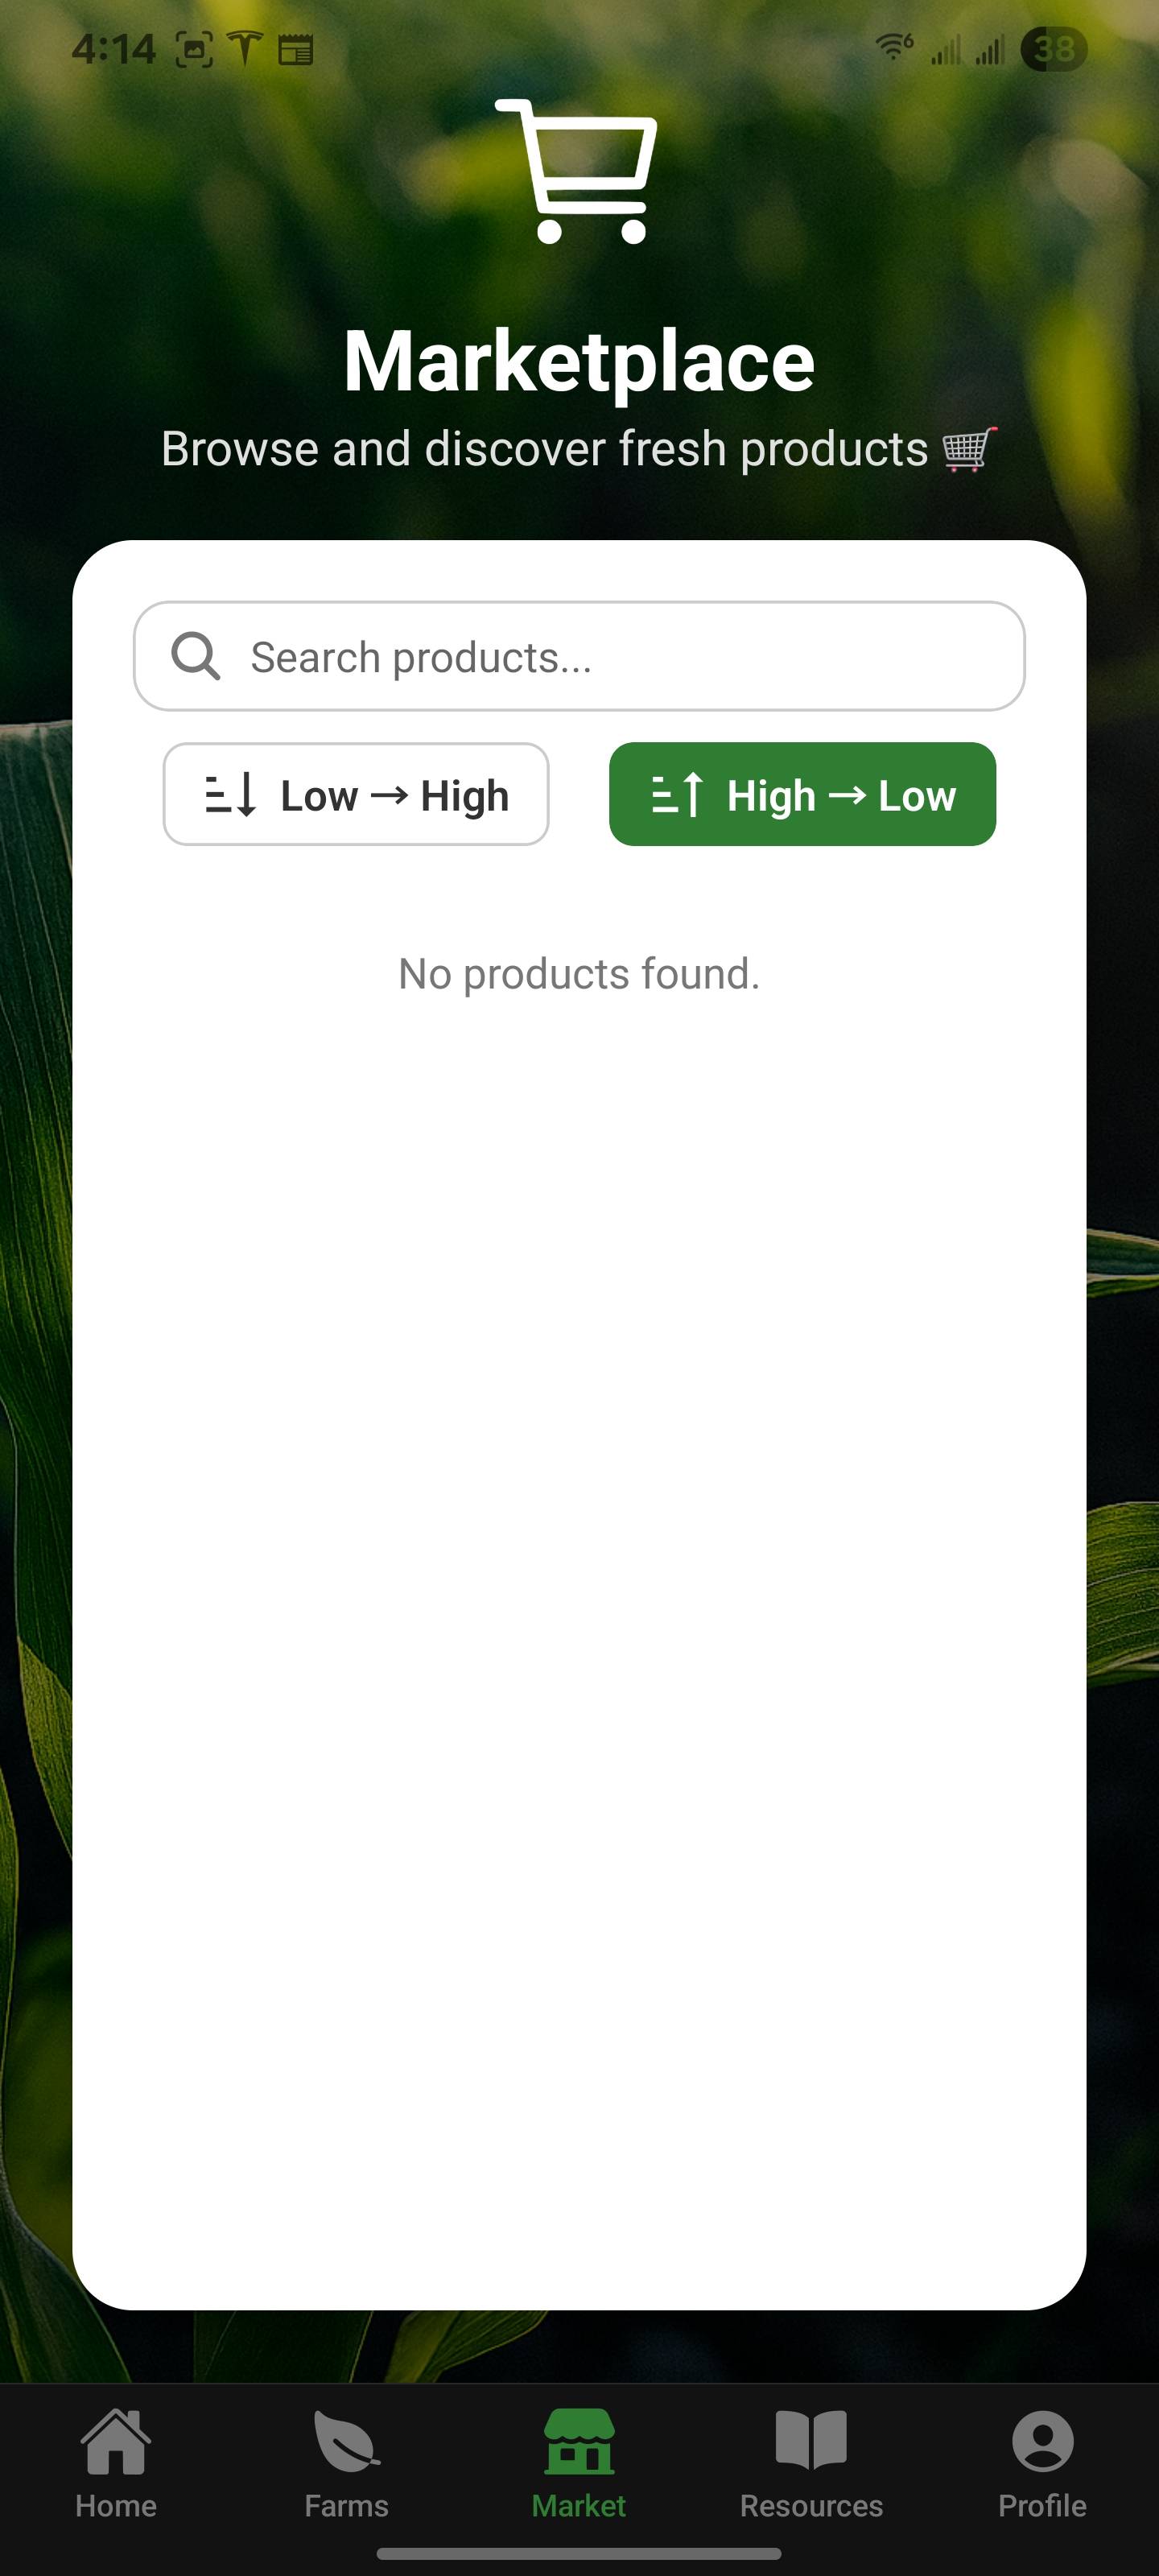 4:14 6 38
Marketplace
Browse and discover fresh products 🛒
Search products...
Low → High High → Low
No products found.
Home Farms Market Resources Profile